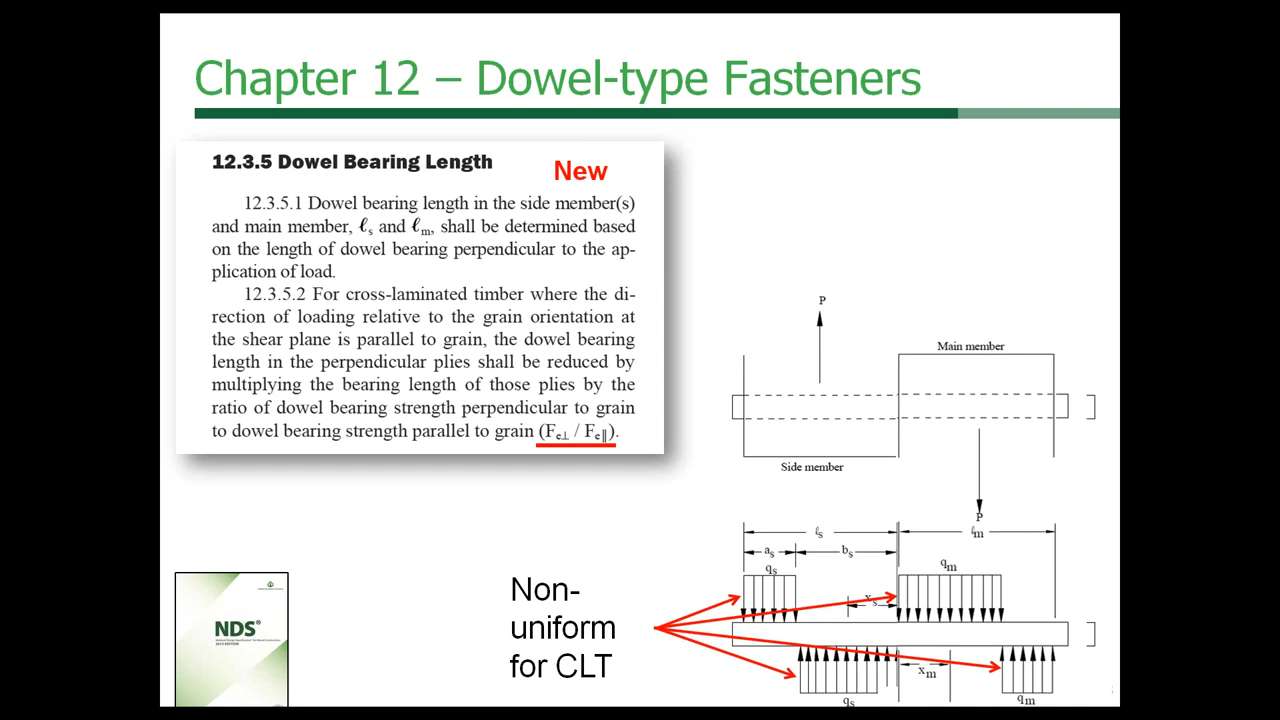 Chapter 12 – Dowel-type Fasteners
12.3.5 Dowel Bearing Length
New
12.3.5.1 Dowel bearing length in the side member(s)
and main member, ℓs and ℓm, shall be determined based
on the length of dowel bearing perpendicular to the ap-
plication of load.
12.3.5.2 For cross-laminated timber where the di-
rection of loading relative to the grain orientation at
the shear plane is parallel to grain, the dowel bearing
length in the perpendicular plies shall be reduced by
multiplying the bearing length of those plies by the
ratio of dowel bearing strength perpendicular to grain
to dowel bearing strength parallel to grain (Fe⊥ / Fe∥).
P
Main member
Side member
P
ℓs
ℓm
as
bs
qs
qm
xs
xm
qs
qm
Non-
uniform
for CLT
NDS®
2015 EDITION